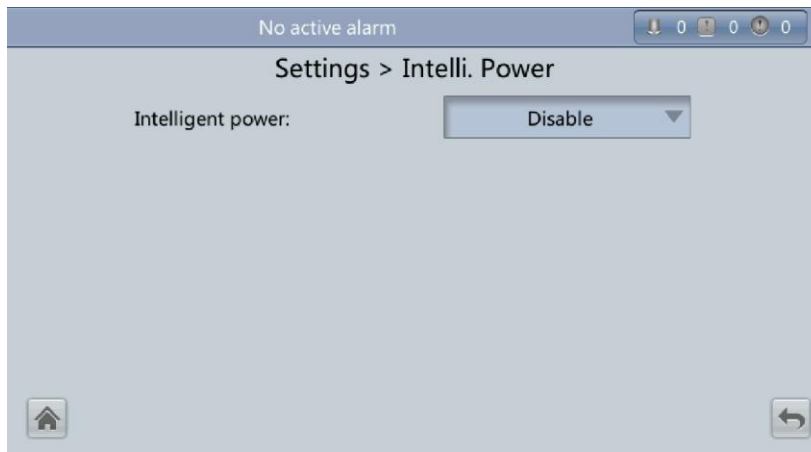 No active alarm 0 0 0
Settings > Intelli. Power
Intelligent power: Disable